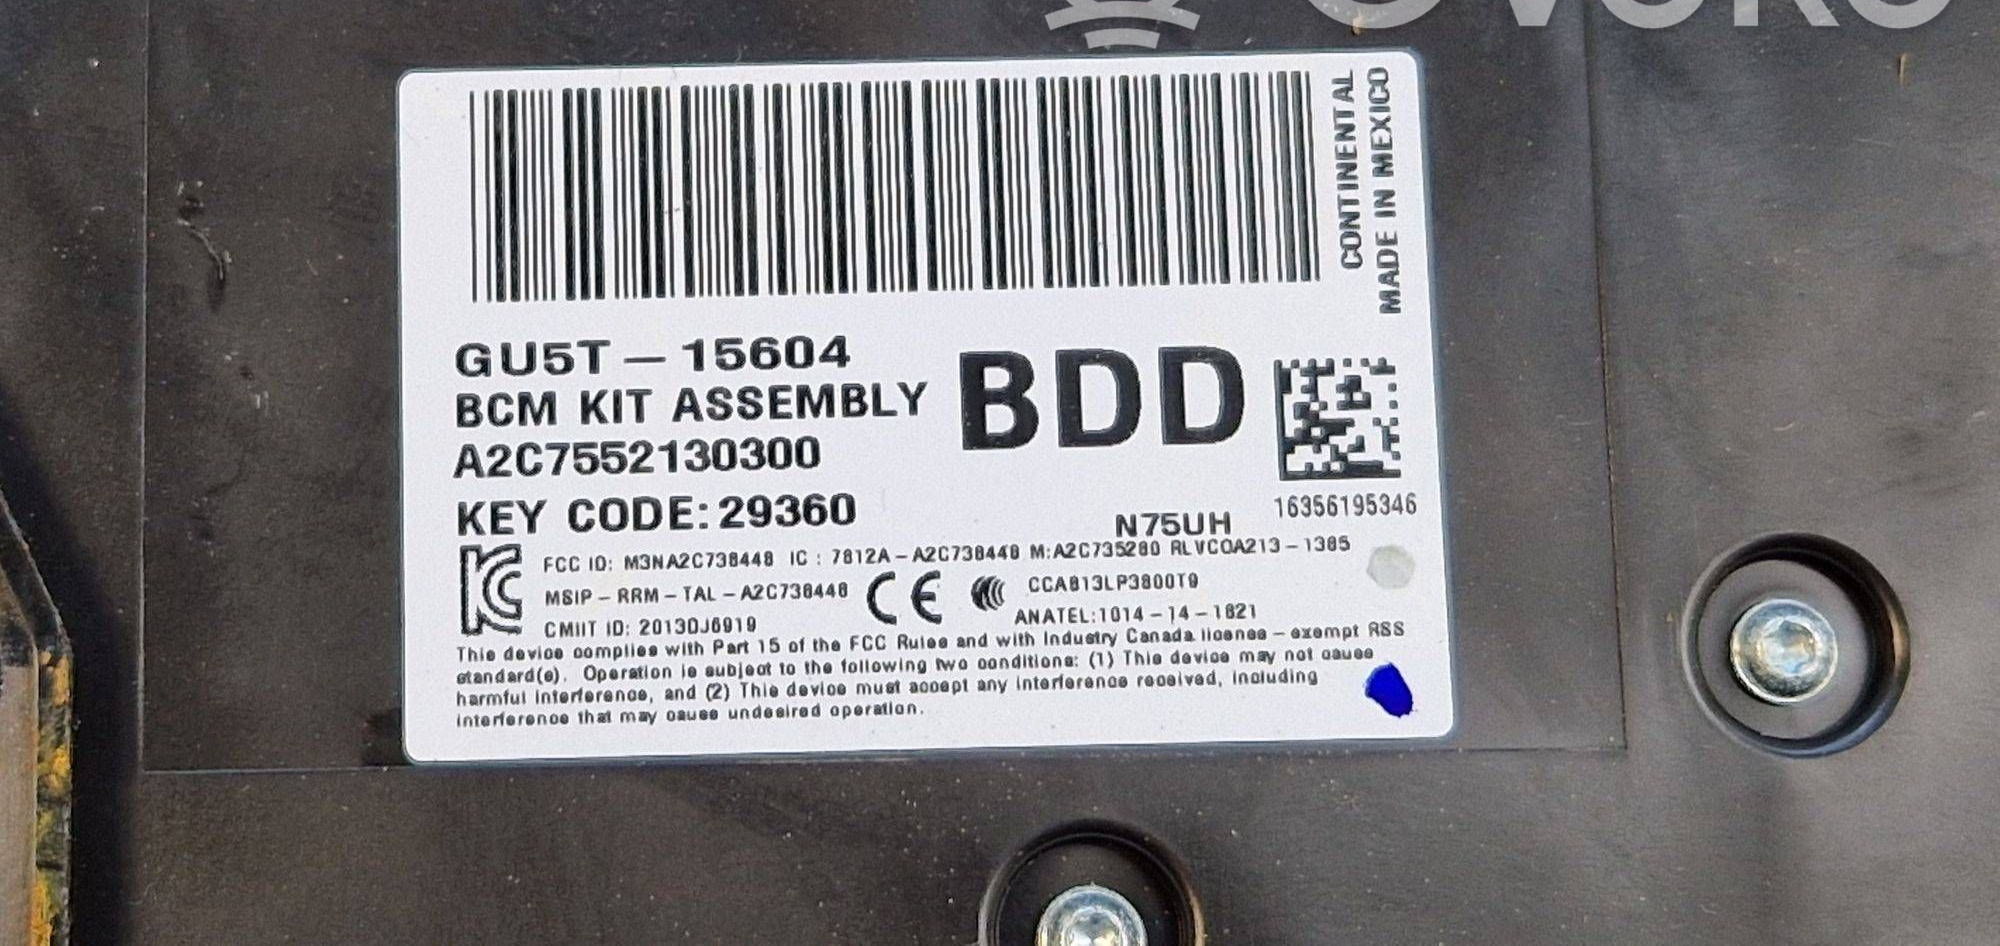 CONTINENTAL
MADE IN MEXICO
GU5T - 15604
BDD
BCM KIT ASSEMBLY
A2C7552130300
KEY CODE: 29360
N75UH
16356195346
FCC ID: M3NA2C738448 IC : 7812A - A2C738448 M:A2C735280 RLVCOA213 - 1385
MSIP - RRM - TAL - A2C738448
CE
CCAB13LP3800T9
CMIIT ID: 2013DJ6919
ANATEL: 1014 - 14 - 1821
This device complies with Part 15 of the FCC Rules and with Industry Canada license - exempt RSS
standard(s). Operation is subject to the following two conditions: (1) This device may not cause
harmful interference, and (2) This device must accept any interference received, including
interference that may cause undesired operation.